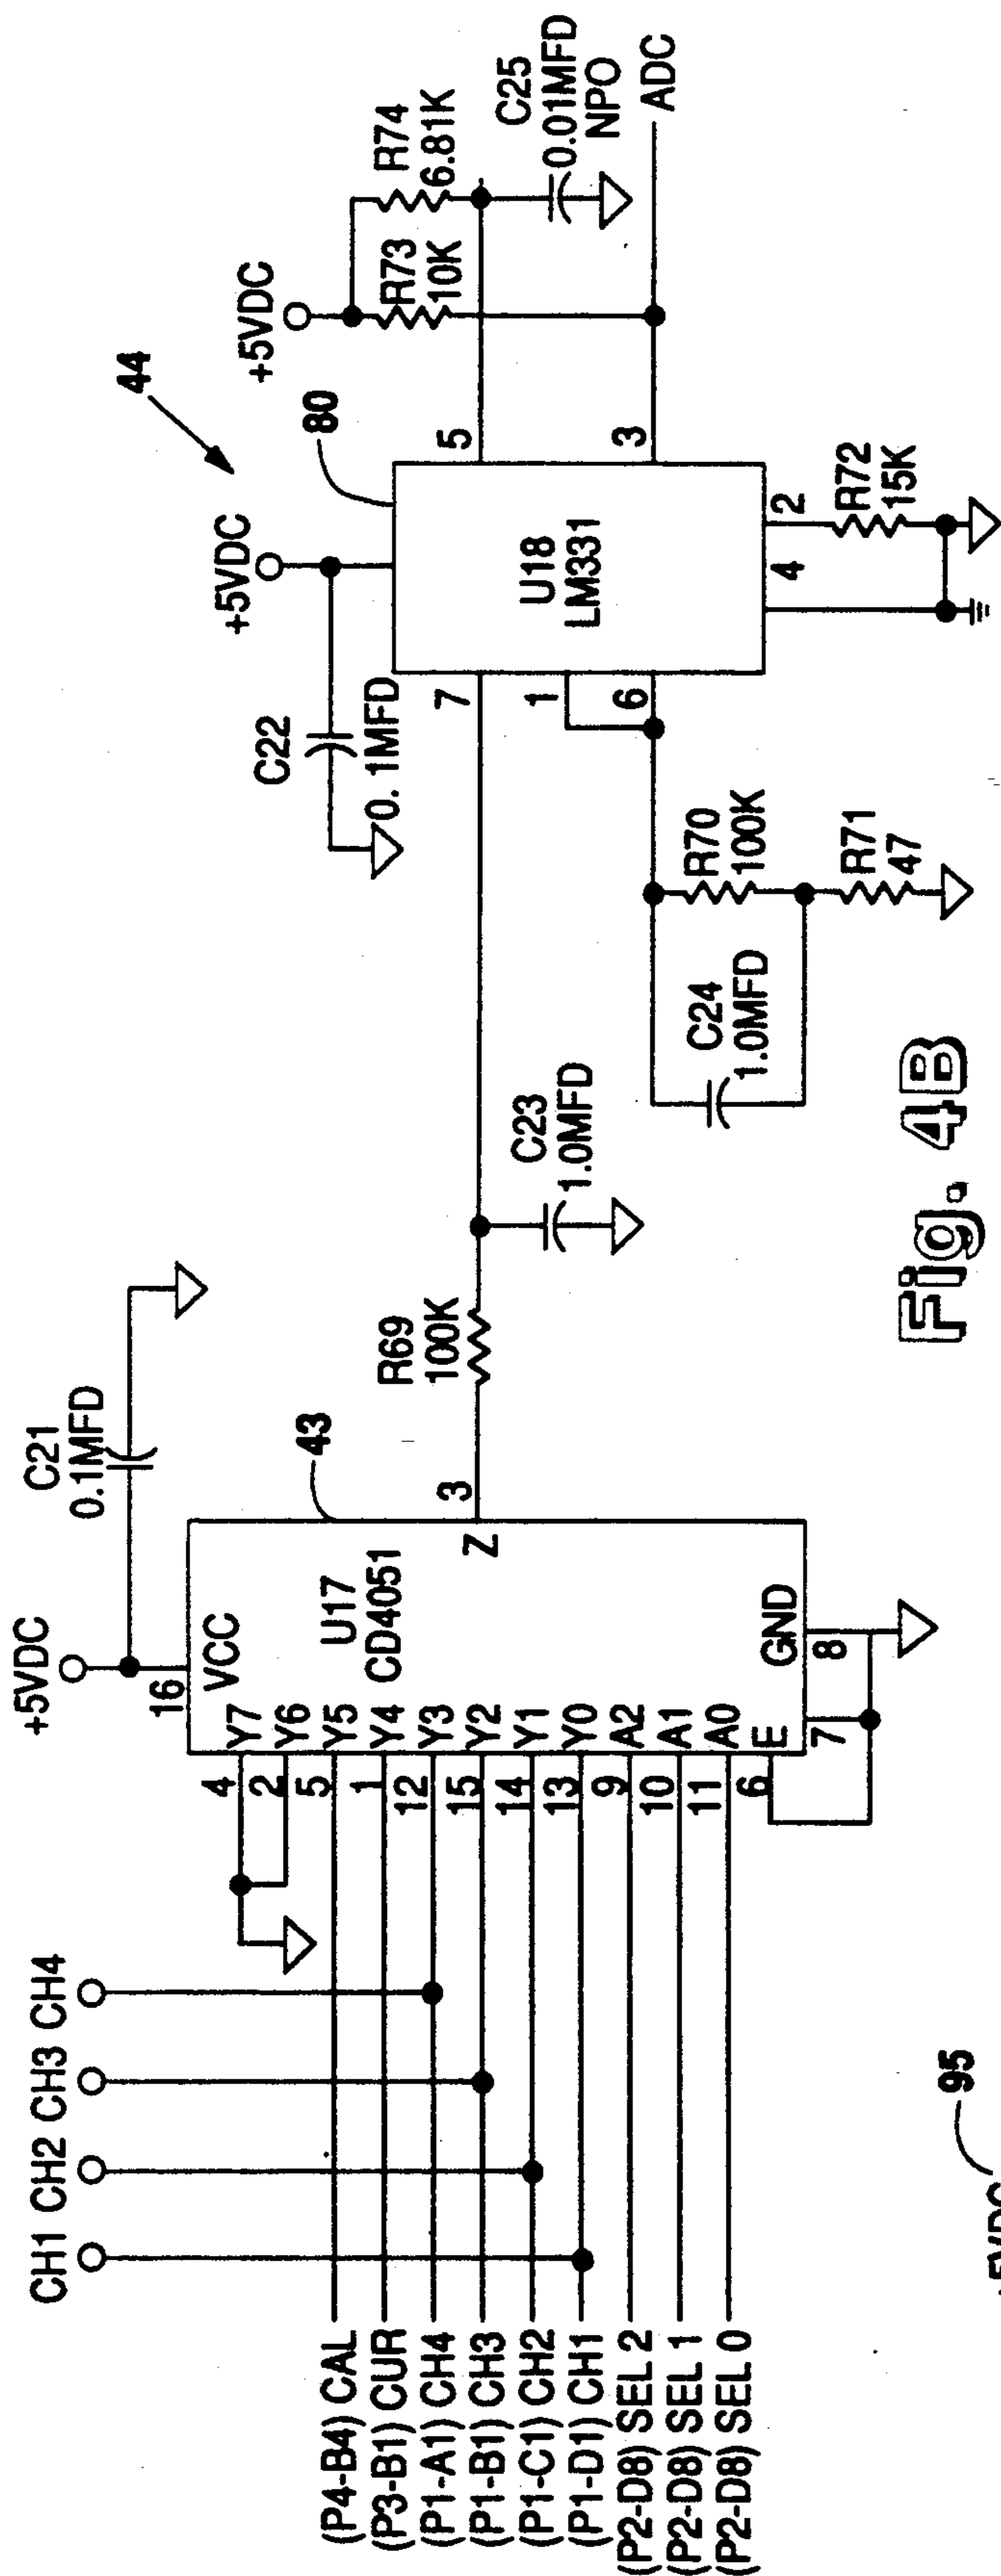 CH1
CH2
CH3
CH4
+5VDC
C21
0.1MFD
16
VCC
U17
CD4051
43
4
Y7
2
Y6
5
Y5
1
Y4
12
Y3
15
Y2
14
Y1
13
Y0
9
A2
10
A1
11
A0
6
E
7
8
GND
Z
3
(P4-B4) CAL
(P3-B1) CUR
(P1-A1) CH4
(P1-B1) CH3
(P1-C1) CH2
(P1-D1) CH1
(P2-D8) SEL 2
(P2-D8) SEL 1
(P2-D8) SEL 0
R69
100K
C23
1.0MFD
C22
0. 1MFD
+5VDC
44
80
7
1
6
U18
LM331
5
3
4
2
C24
1.0MFD
R70
100K
R71
47
R72
15K
+5VDC
R73
10K
R74
6.81K
C25
0.01MFD
NPO
ADC
Fig. 4B
95
+5VDC